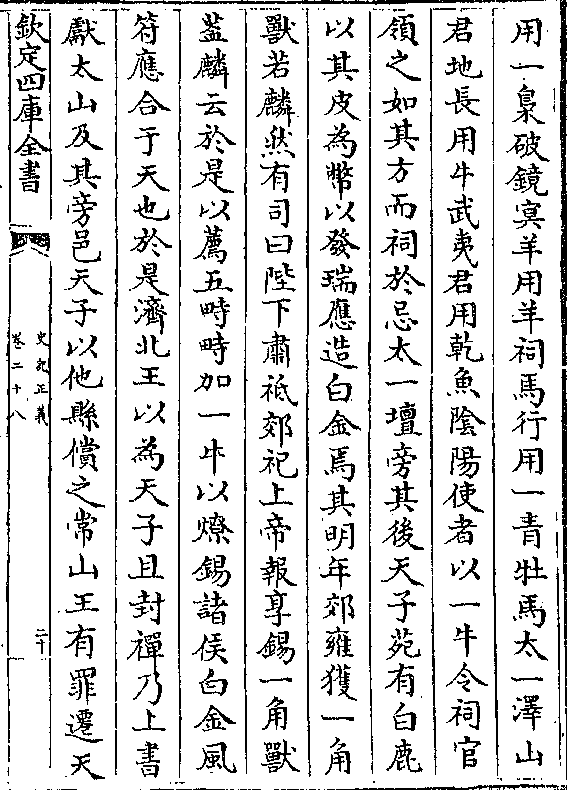 用一梟破鏡㝠羊用羊祠馬行用一青牡馬太一澤山
君地長用牛武夷君用乾魚陰陽使者以一牛令祠官
領之如其方而祠於忌太一壇旁其後天子苑有白鹿
以其皮為幣以發瑞應造白金焉其明年郊雍獲一角
獸若麟然有司曰陛下肅祗郊祀上帝報享錫一角獸
葢麟云於是以薦五畤畤加一牛以燎錫諸侯白金風
符應合于天也於是濟北王以為天子且封禪乃上書
獻太山及其旁邑天子以他縣償之常山王有罪遷天
欽定四庫全書
史記正義
卷二十八
二十